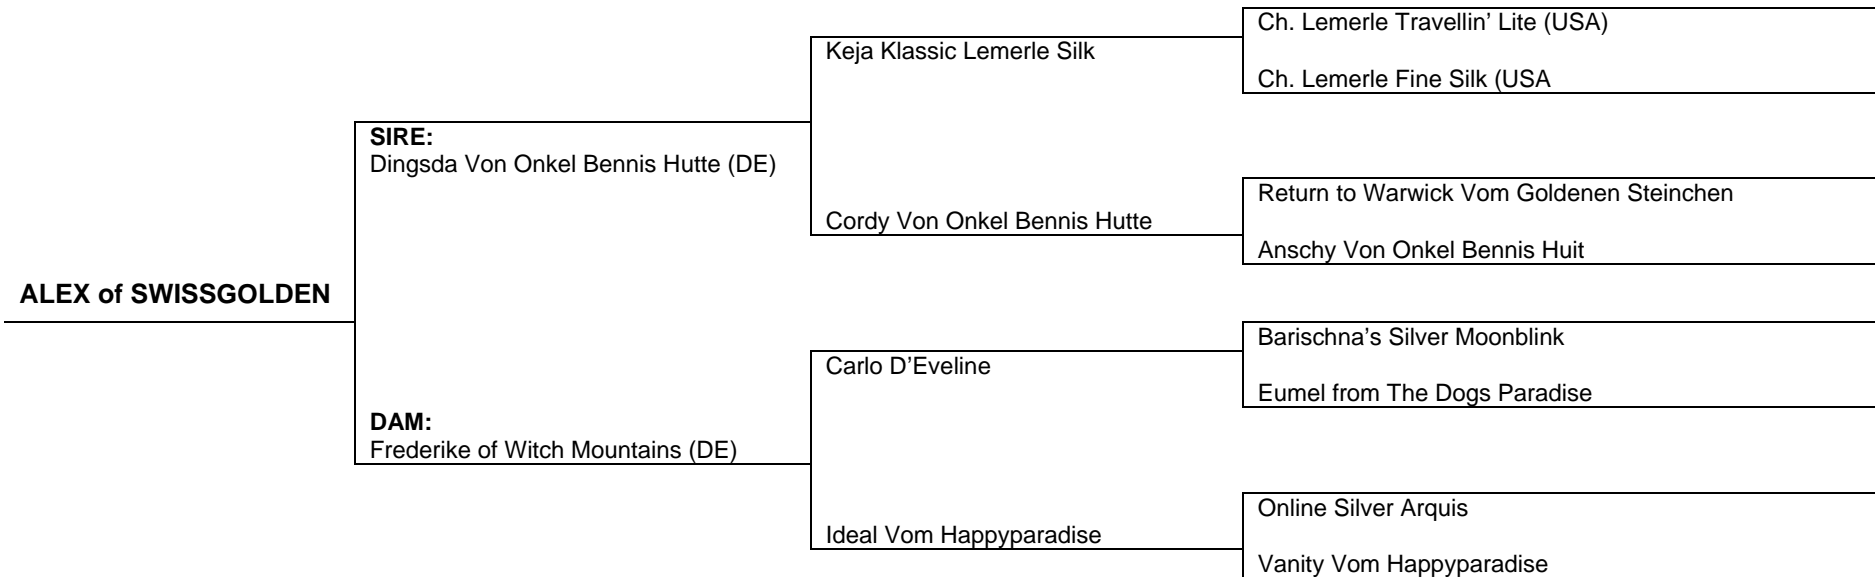 Ch. Lemerle Travellin’ Lite (USA)
Keja Klassic Lemerle Silk
Ch. Lemerle Fine Silk (USA
SIRE:
Dingsda Von Onkel Bennis Hutte (DE)
Return to Warwick Vom Goldenen Steinchen
Cordy Von Onkel Bennis Hutte
Anschy Von Onkel Bennis Huit
ALEX of SWISSGOLDEN
Barischna’s Silver Moonblink
Carlo D’Eveline
Eumel from The Dogs Paradise
DAM:
Frederike of Witch Mountains (DE)
Online Silver Arquis
Ideal Vom Happyparadise
Vanity Vom Happyparadise